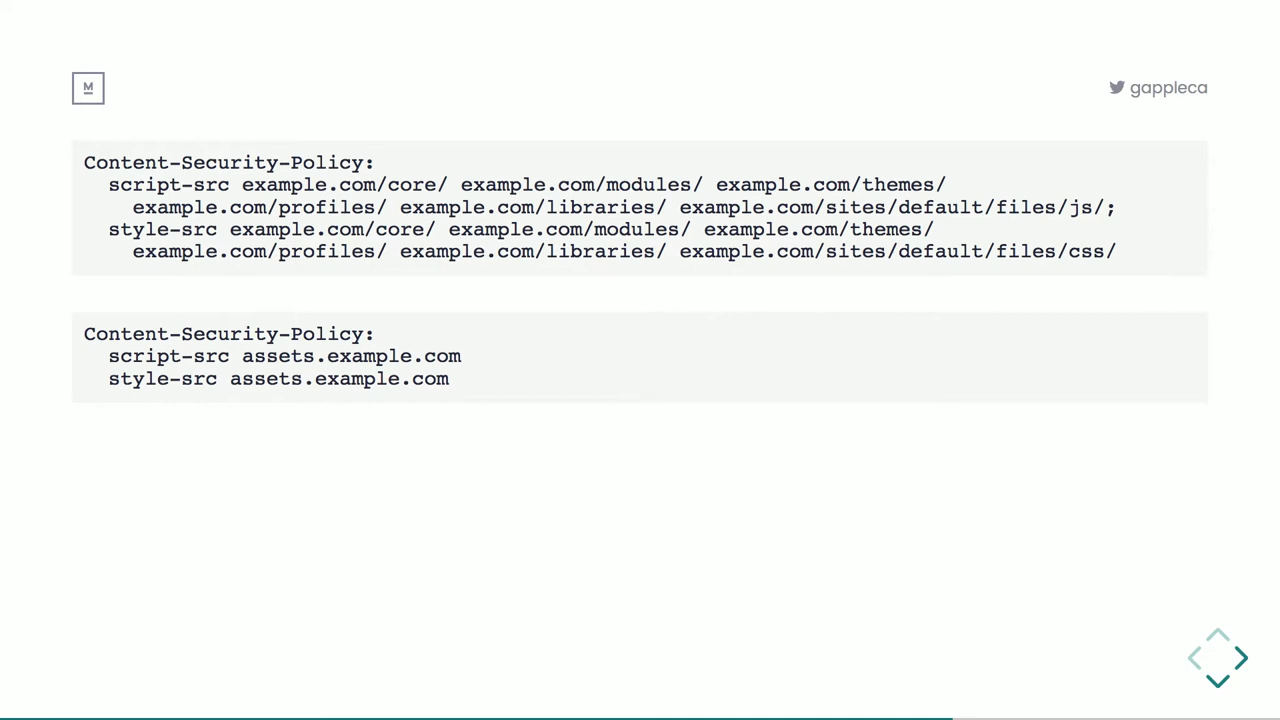 M
gappleca
Content-Security-Policy:
script-src example.com/core/ example.com/modules/ example.com/themes/
example.com/profiles/ example.com/libraries/ example.com/sites/default/files/js/;
style-src example.com/core/ example.com/modules/ example.com/themes/
example.com/profiles/ example.com/libraries/ example.com/sites/default/files/css/
Content-Security-Policy:
script-src assets.example.com
style-src assets.example.com